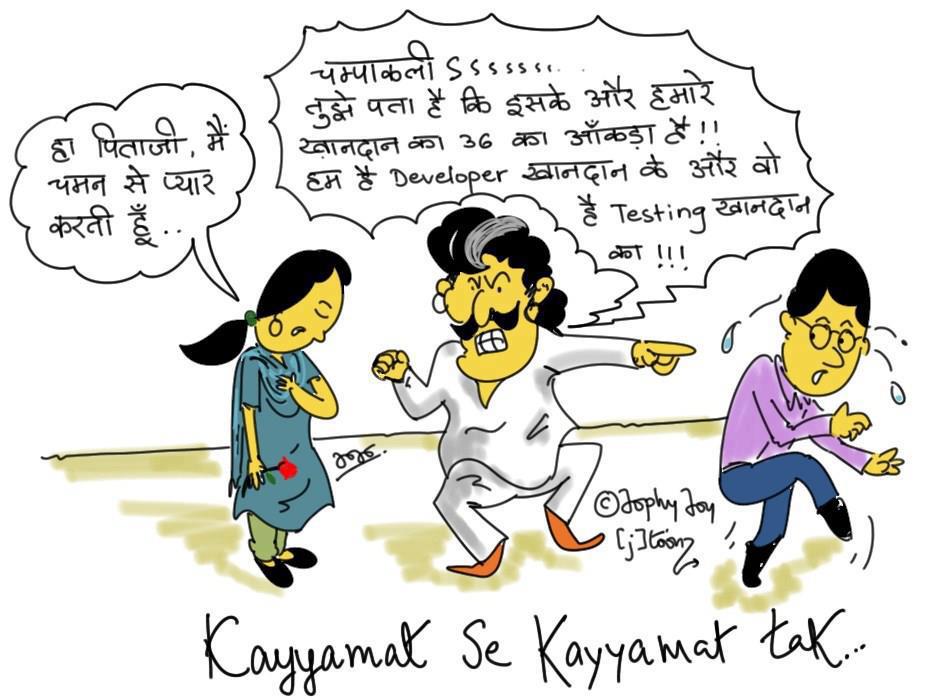 हा पिताजी, मैं
चमन से प्यार
करती हूँ..
चम्पाकली Sssssss...
तुझे पता है कि इसके और हमारे
ख़ानदान का 36 का आँकड़ा है!!
हम है Developer खानदान के और वो
है Testing खानदान
का !!!
©Jophy Joy
[j]toon
Kayyamat Se Kayyamat tak...